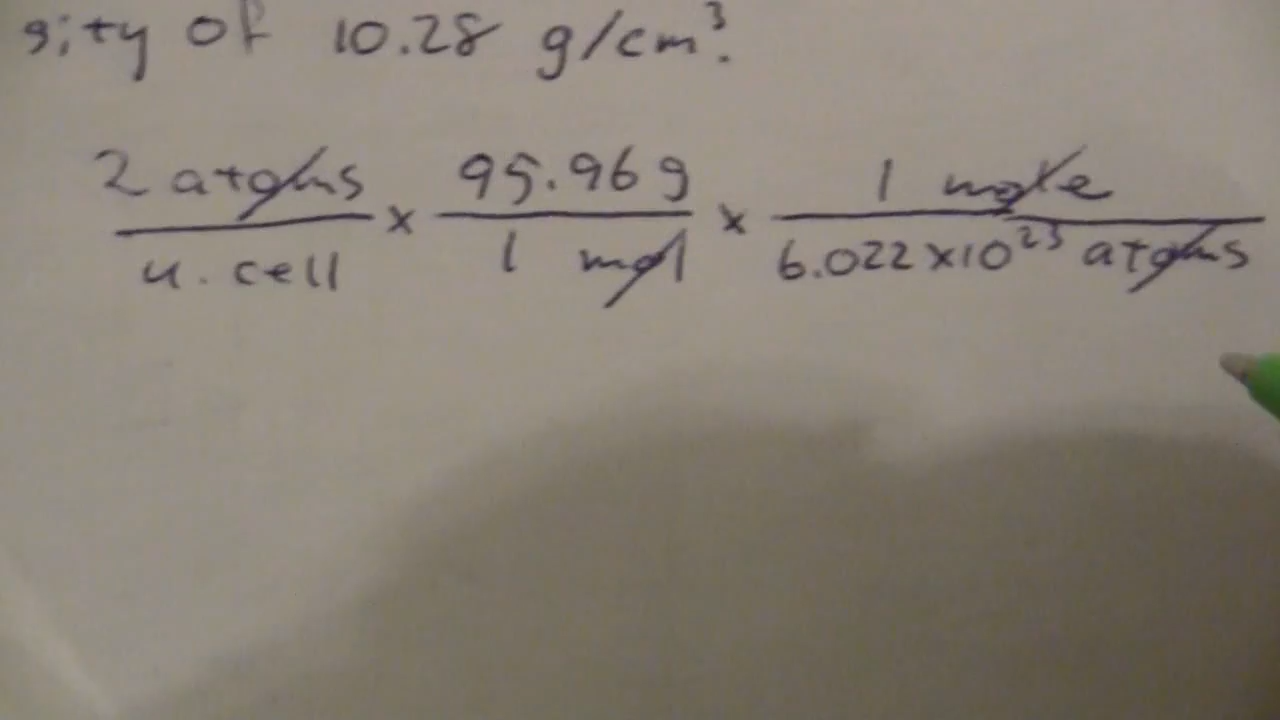 sity of 10.28 g/cm³.
2 atoms / u. cell × 95.96 g / 1 mol × 1 mole / 6.022×10²³ atoms